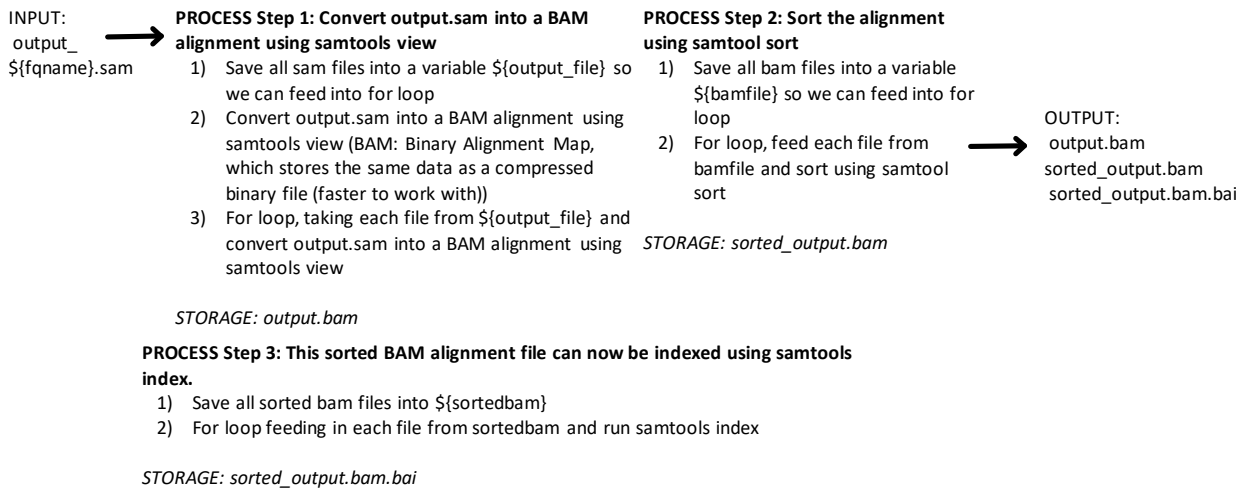 INPUT:
output_
${fqname}.sam
PROCESS Step 1: Convert output.sam into a BAM
alignment using samtools view
1) Save all sam files into a variable ${output_file} so
we can feed into for loop
2) Convert output.sam into a BAM alignment using
samtools view (BAM: Binary Alignment Map,
which stores the same data as a compressed
binary file (faster to work with))
3) For loop, taking each file from ${output_file} and
convert output.sam into a BAM alignment using
samtools view
STORAGE: output.bam
PROCESS Step 2: Sort the alignment
using samtool sort
1) Save all bam files into a variable
${bamfile} so we can feed into for
loop
2) For loop, feed each file from
bamfile and sort using samtool
sort
STORAGE: sorted_output.bam
OUTPUT:
output.bam
sorted_output.bam
sorted_output.bam.bai
PROCESS Step 3: This sorted BAM alignment file can now be indexed using samtools
index.
1) Save all sorted bam files into ${sortedbam}
2) For loop feeding in each file from sortedbam and run samtools index
STORAGE: sorted_output.bam.bai